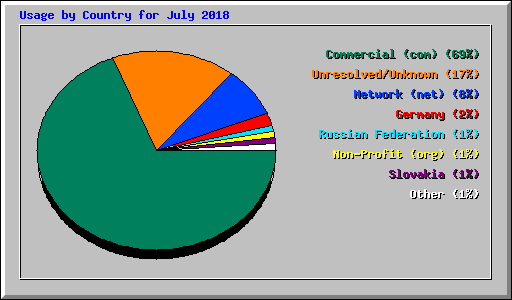 Usage by Country for July 2018
Commercial (com) (69%)
Unresolved/Unknown (17%)
Network (net) (8%)
Germany (2%)
Russian Federation (1%)
Non-Profit (org) (1%)
Slovakia (1%)
Other (1%)